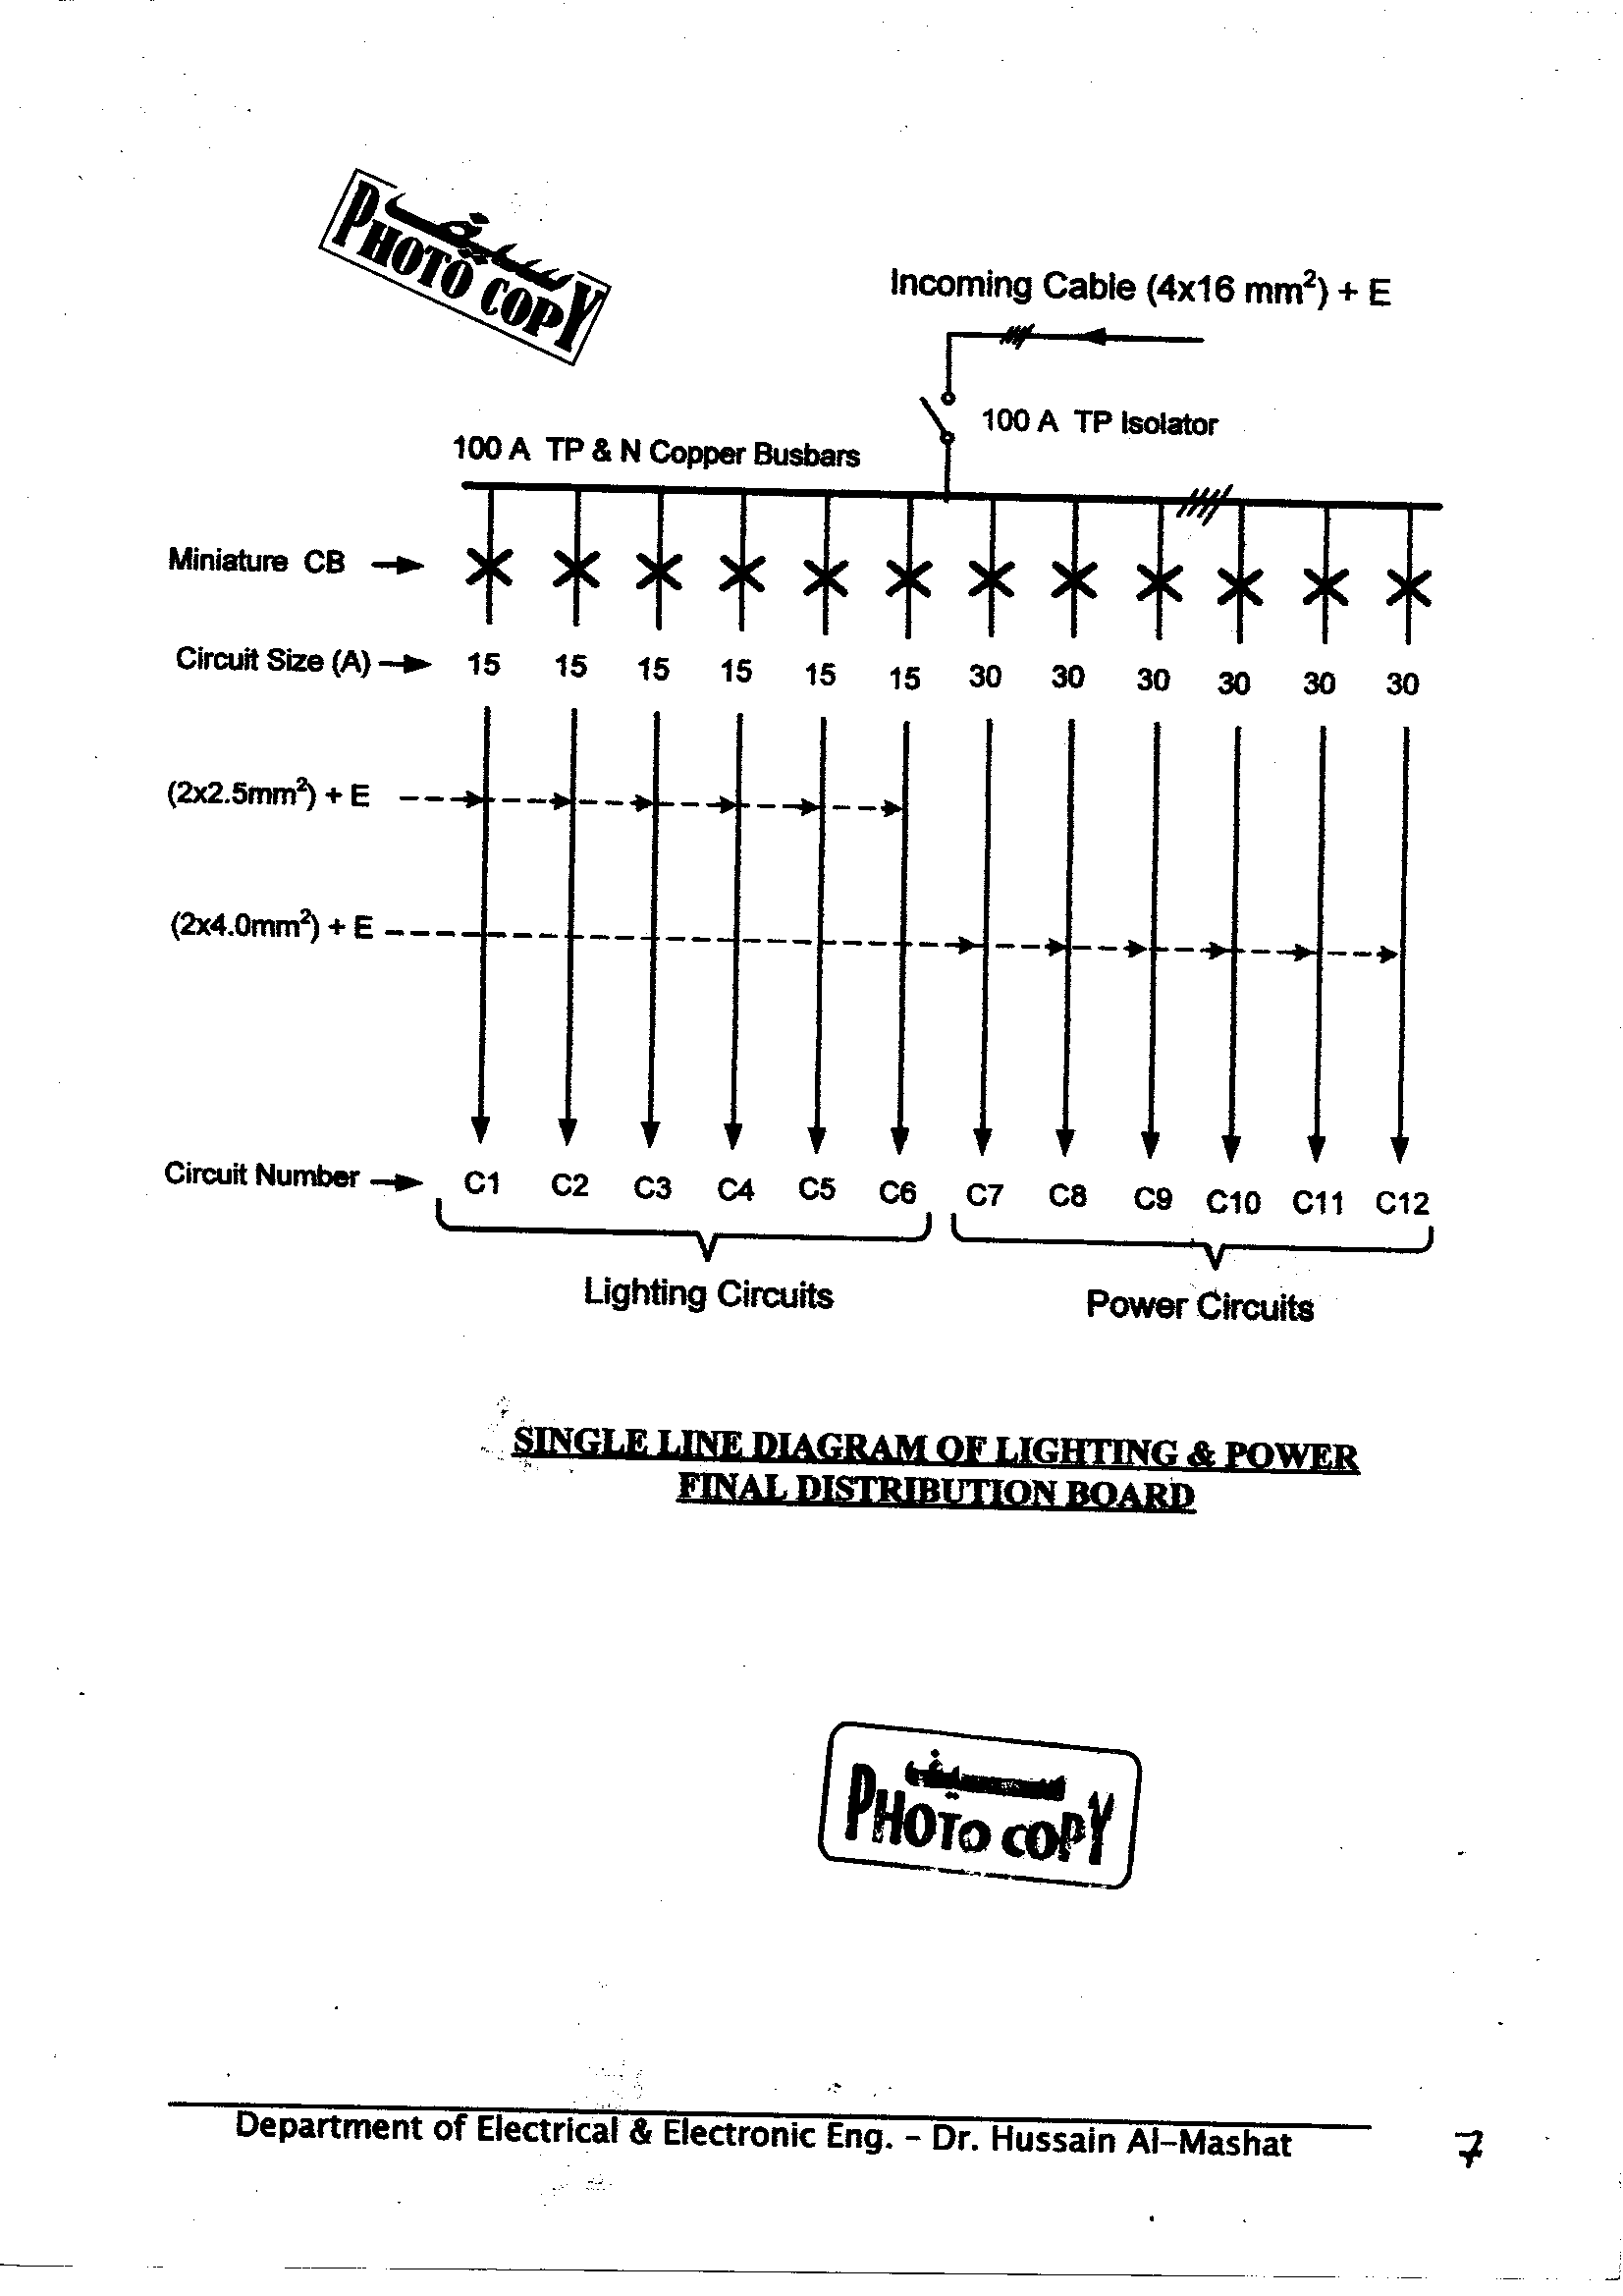 سيف
PHOTO COPY
Incoming Cable (4x16 mm²) + E
100 A TP Isolator
100 A TP & N Copper Busbars
Miniature CB
Circuit Size (A) 15 15 15 15 15 15 30 30 30 30 30 30
(2x2.5mm²) + E
(2x4.0mm²) + E
Circuit Number C1 C2 C3 C4 C5 C6 C7 C8 C9 C10 C11 C12
Lighting Circuits Power Circuits
SINGLE LINE DIAGRAM OF LIGHTING & POWER
FINAL DISTRIBUTION BOARD
سيف
PHOTO COPY
Department of Electrical & Electronic Eng. – Dr. Hussain Al-Mashat 7